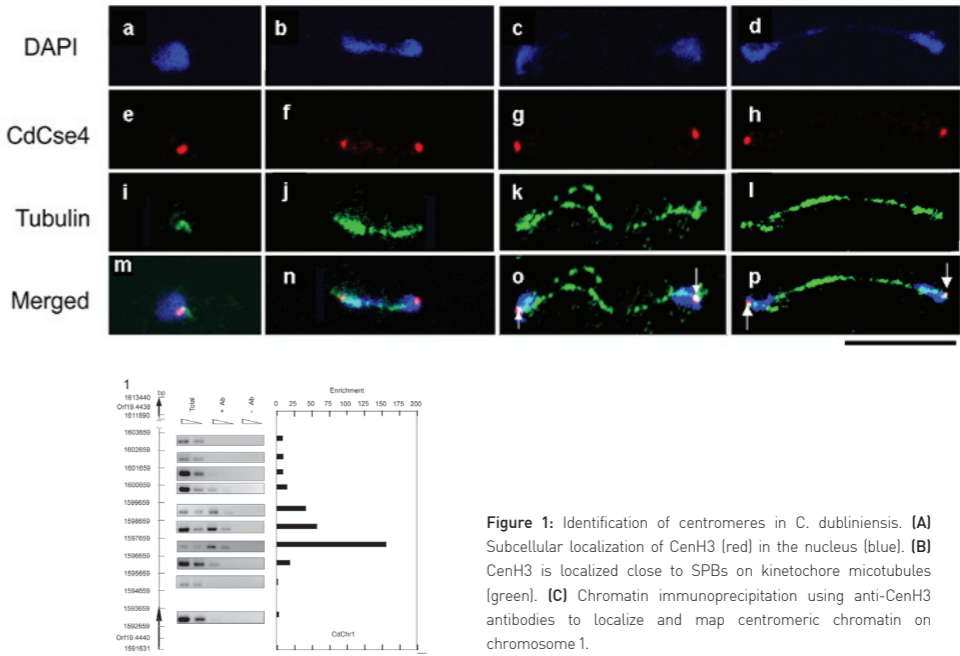 DAPI
a b c d
CdCse4
e f g h
Tubulin
i j k l
Merged
m n o p
1
bp
1613440
Orf19.4438
1611890
1603659
1602659
1601659
1600659
1599659
1598659
1597659
1596659
1595659
1594659
1593659
1592659
Orf19.4440
1591631
Total + Ab - Ab
Enrichment
0 25 50 75 100 125 150 175 200
CdChr1
Figure 1: Identification of centromeres in C. dubliniensis. (A)
Subcellular localization of CenH3 (red) in the nucleus (blue). (B)
CenH3 is localized close to SPBs on kinetochore micotubules
(green). (C) Chromatin immunoprecipitation using anti-CenH3
antibodies to localize and map centromeric chromatin on
chromosome 1.